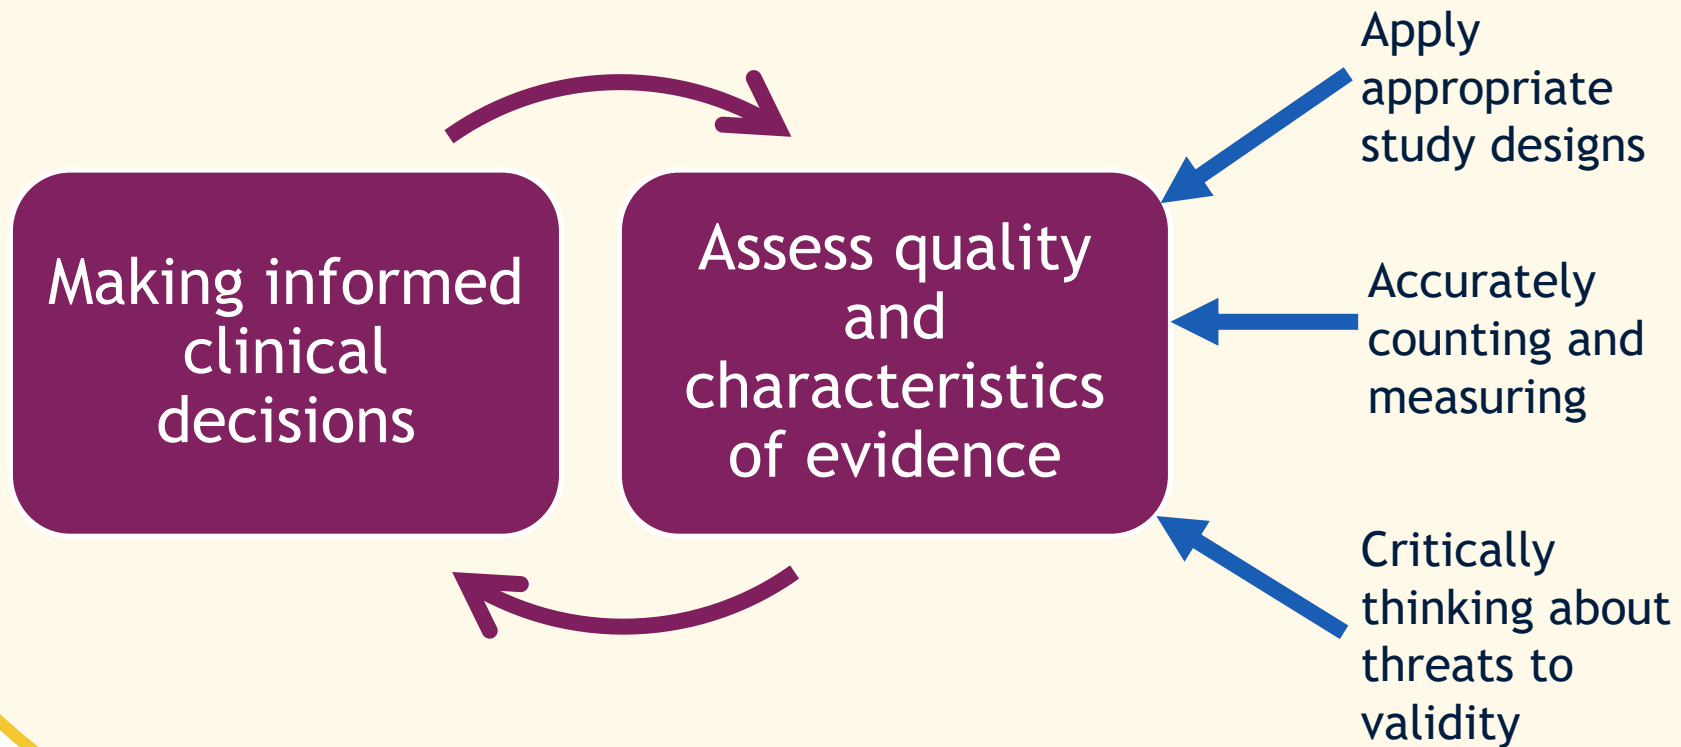 Making informed
clinical
decisions
Assess quality
and
characteristics
of evidence
Apply
appropriate
study designs
Accurately
counting and
measuring
Critically
thinking about
threats to
validity